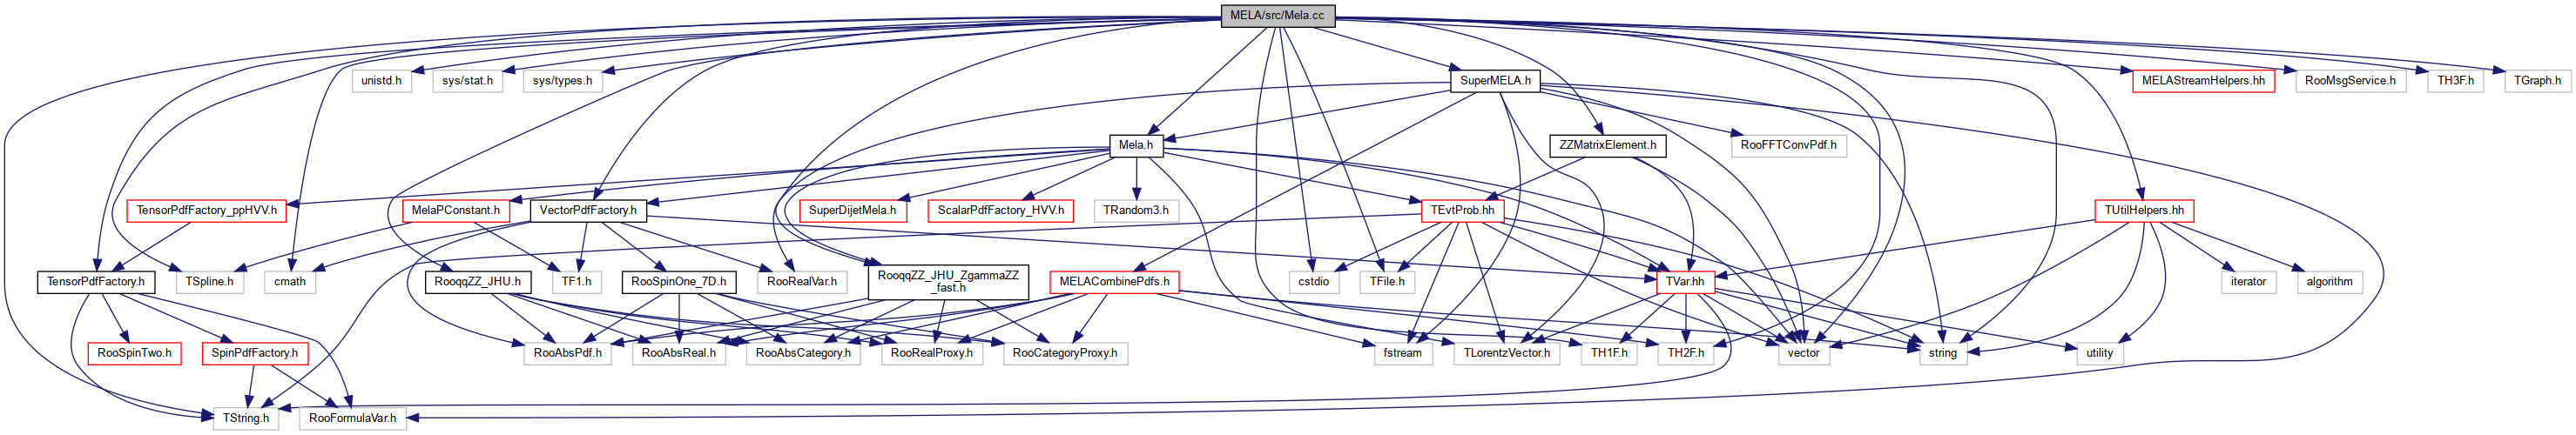 MELA/src/Mela.cc
unistd.h
sys/stat.h
sys/types.h
SuperMELA.h
MELAStreamHelpers.hh
RooMsgService.h
TH3F.h
TGraph.h
Mela.h
ZZMatrixElement.h
RooFFTConvPdf.h
TensorPdfFactory_ppHVV.h
MelaPConstant.h
VectorPdfFactory.h
SuperDijetMela.h
ScalarPdfFactory_HVV.h
TRandom3.h
TEvtProb.hh
TUtilHelpers.hh
TensorPdfFactory.h
TSpline.h
cmath
RooqqZZ_JHU.h
TF1.h
RooSpinOne_7D.h
RooRealVar.h
RooqqZZ_JHU_ZgammaZZ
_fast.h
MELACombinePdfs.h
cstdio
TFile.h
TVar.hh
iterator
algorithm
RooSpinTwo.h
SpinPdfFactory.h
RooAbsPdf.h
RooAbsReal.h
RooAbsCategory.h
RooRealProxy.h
RooCategoryProxy.h
fstream
TLorentzVector.h
TH1F.h
TH2F.h
vector
string
utility
TString.h
RooFormulaVar.h